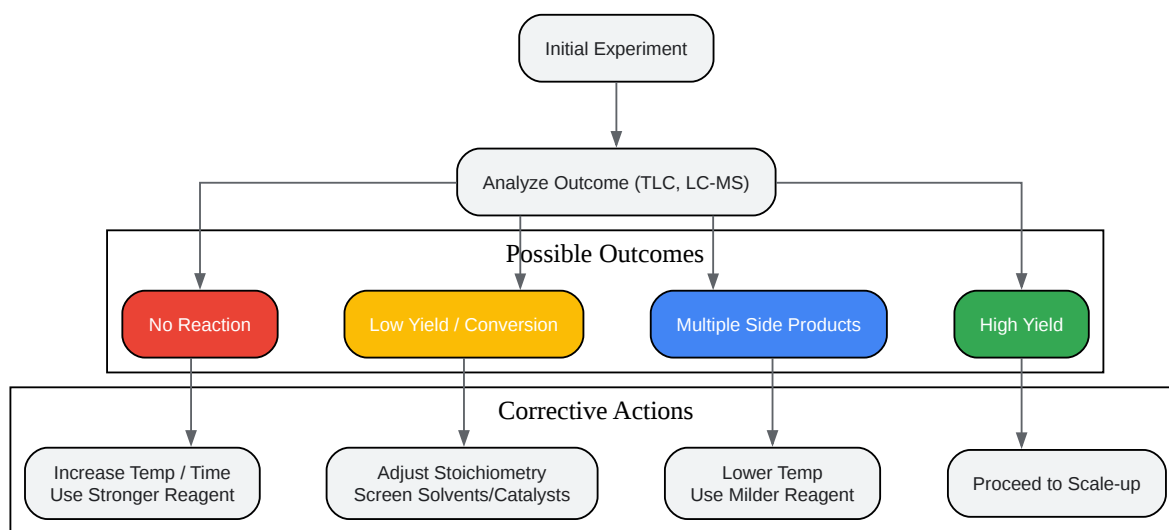 Initial Experiment
Analyze Outcome (TLC, LC-MS)
Possible Outcomes
No Reaction
Low Yield / Conversion
Multiple Side Products
High Yield
Corrective Actions
Increase Temp / Time
Use Stronger Reagent
Adjust Stoichiometry
Screen Solvents/Catalysts
Lower Temp
Use Milder Reagent
Proceed to Scale-up